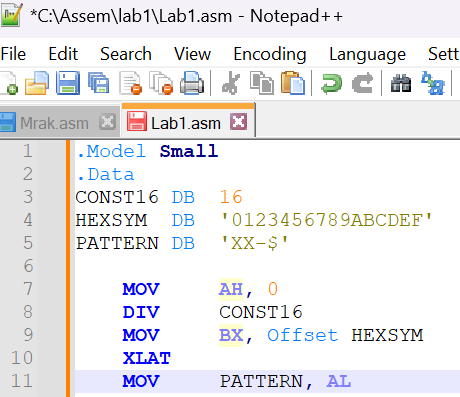 *C:\Assem\lab1\Lab1.asm - Notepad++
File Edit Search View Encoding Language Sett
Mrak.asm Lab1.asm
1 .Model Small
2 .Data
3 CONST16 DB 16
4 HEXSYM DB '0123456789ABCDEF'
5 PATTERN DB 'XX-$'
6
7 MOV AH, 0
8 DIV CONST16
9 MOV BX, Offset HEXSYM
10 XLAT
11 MOV PATTERN, AL